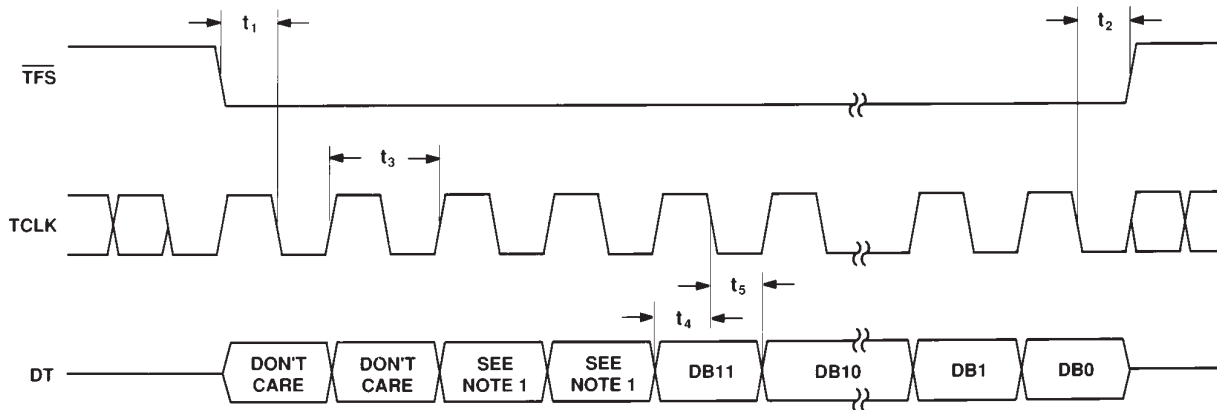 t1
t2
TFS
t3
TCLK
t5
t4
DT
DON'T
CARE
DON'T
CARE
SEE
NOTE 1
SEE
NOTE 1
DB11
DB10
DB1
DB0